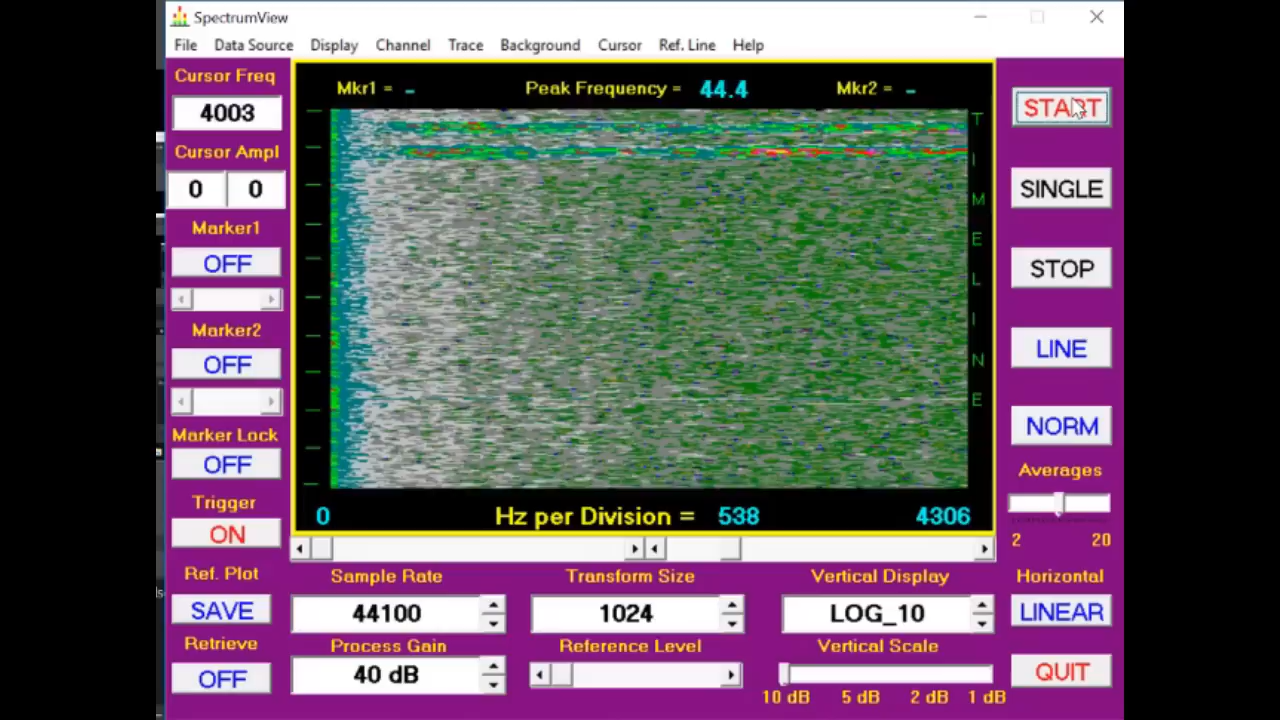 SpectrumView
File Data Source Display Channel Trace Background Cursor Ref. Line Help
Cursor Freq
4003
Cursor Ampl
0 0
Marker1
OFF
Marker2
OFF
Marker Lock
OFF
Trigger
ON
Ref. Plot
SAVE
Retrieve
OFF
Mkr1 = - Peak Frequency = 44.4 Mkr2 = -
T
I
M
E
L
I
N
E
0 Hz per Division = 538 4306
Sample Rate
44100
Process Gain
40 dB
Transform Size
1024
Reference Level
Vertical Display
LOG_10
Vertical Scale
10 dB 5 dB 2 dB 1 dB
START
SINGLE
STOP
LINE
NORM
Averages
2 20
Horizontal
LINEAR
QUIT